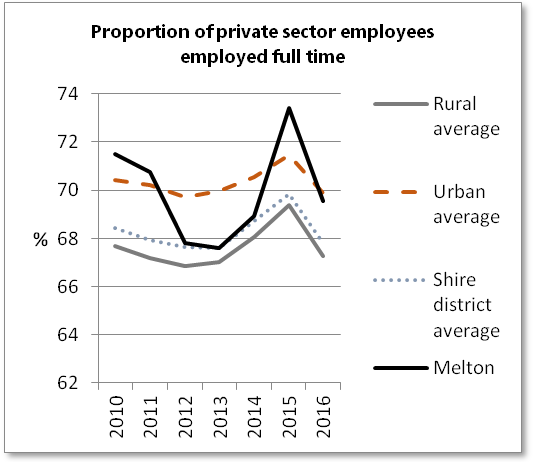 Proportion of private sector employees
employed full time
74
72
70
68
66
64
62
%
2010
2011
2012
2013
2014
2015
2016
Rural
average
Urban
average
Shire
district
average
Melton